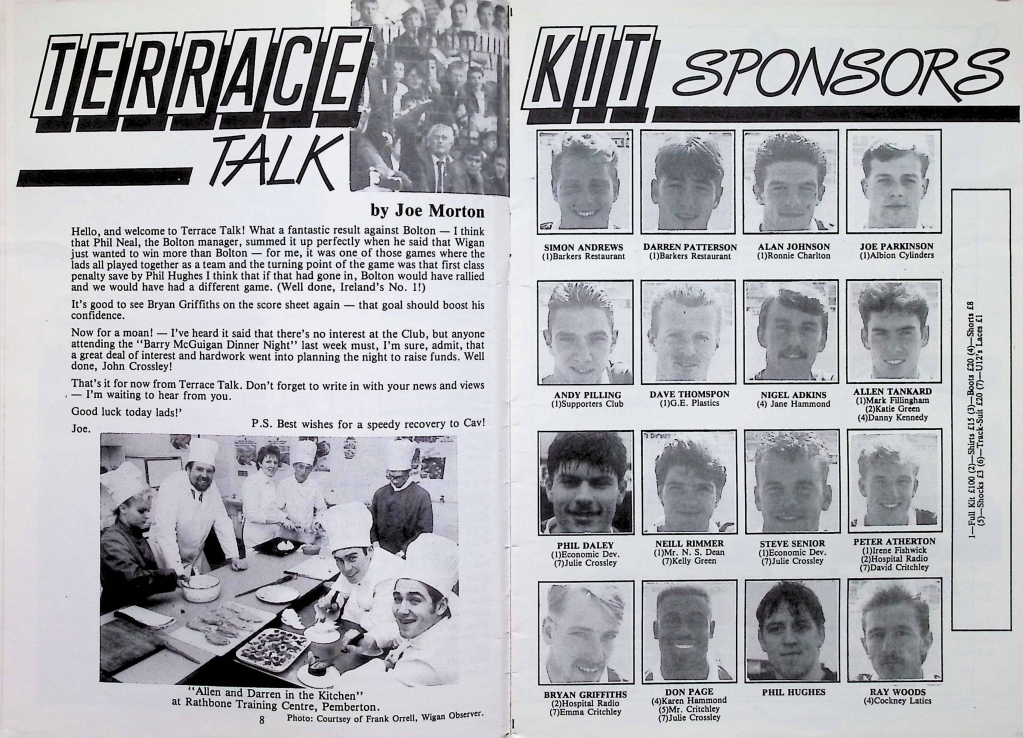 TERRACE
TALK
by Joe Morton
Hello, and welcome to Terrace Talk! What a fantastic result against Bolton — I think
that Phil Neal, the Bolton manager, summed it up perfectly when he said that Wigan
just wanted to win more than Bolton — for me, it was one of those games where the
lads all played together as a team and the turning point of the game was that first class
penalty save by Phil Hughes I think that if that had gone in, Bolton would have rallied
and we would have had a different game. (Well done, Ireland's No. 1!)
It's good to see Bryan Griffiths on the score sheet again — that goal should boost his
confidence.
Now for a moan! — I've heard it said that there's no interest at the Club, but anyone
attending the "Barry McGuigan Dinner Night" last week must, I'm sure, admit, that
a great deal of interest and hardwork went into planning the night to raise funds. Well
done, John Crossley!
That's it for now from Terrace Talk. Don't forget to write in with your news and views
— I'm waiting to hear from you.
Good luck today lads!'
Joe.
P.S. Best wishes for a speedy recovery to Cav!
"Allen and Darren in the Kitchen"
at Rathbone Training Centre, Pemberton.
8
Photo: Courtsey of Frank Orrell, Wigan Observer.
KIT SPONSORS
SIMON ANDREWS
(1)Barkers Restaurant
DARREN PATTERSON
(1)Barkers Restaurant
ALAN JOHNSON
(1)Ronnie Charlton
JOE PARKINSON
(1)Albion Cylinders
ANDY PILLING
(1)Supporters Club
DAVE THOMSPON
(1)G.E. Plastics
NIGEL ADKINS
(4) Jane Hammond
ALLEN TANKARD
(1)Mark Fillingham
(2)Katie Green
(4)Danny Kennedy
PHIL DALEY
(1)Economic Dev.
(7)Julie Crossley
NEILL RIMMER
(1)Mr. N. S. Dean
(7)Kelly Green
STEVE SENIOR
(1)Economic Dev.
(7)Julie Crossley
PETER ATHERTON
(1)Irene Fishwick
(2)Hospital Radio
(7)David Critchley
BRYAN GRIFFITHS
(2)Hospital Radio
(7)Emma Critchley
DON PAGE
(4)Karen Hammond
(5)Mr. Critchley
(7)Julie Crossley
PHIL HUGHES
RAY WOODS
(4)Cockney Latics
1—Full Kit £100 (2)—Shirts £15 (3)—Boots £20 (4)—Shorts £8
(5)—Shocks £3 (6)—Track-Suit £20 (7)—U12's Laces £1